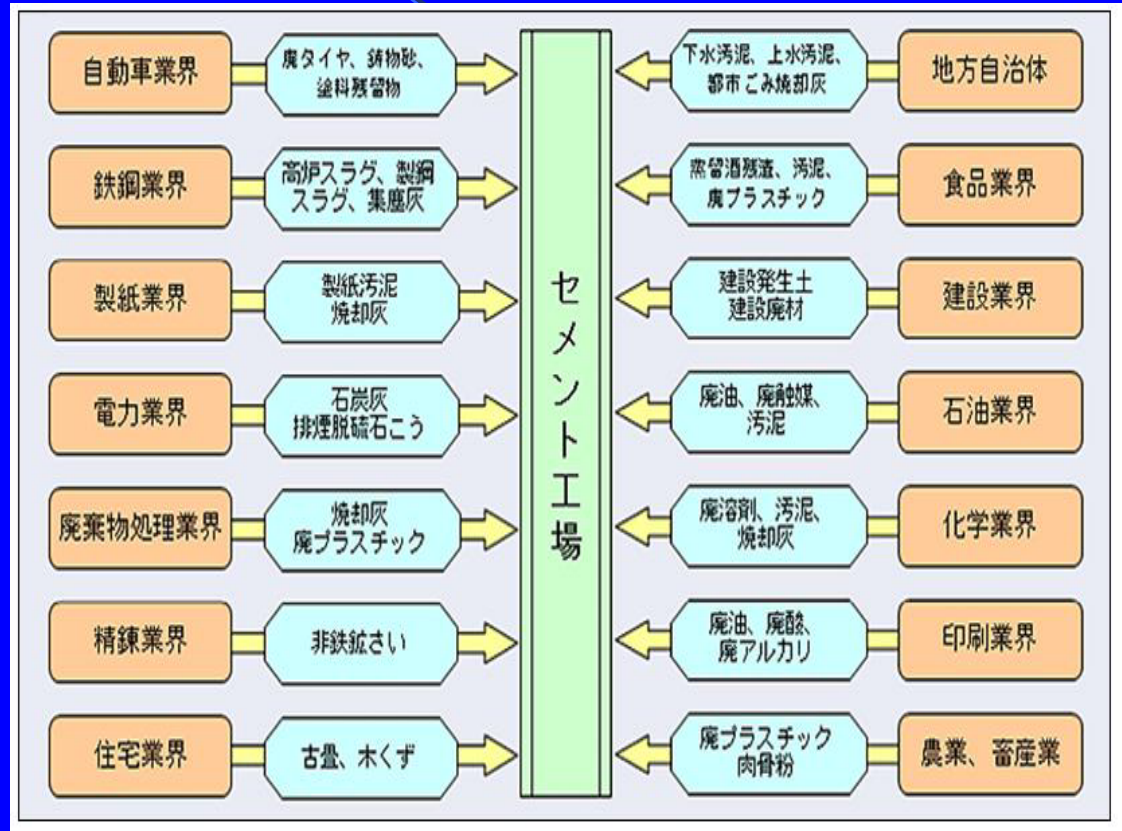 自動車業界
廃タイヤ、鋳物砂、
塗料残留物
鉄鋼業界
高炉スラグ、製鋼
スラグ、集塵灰
製紙業界
製紙汚泥
焼却灰
電力業界
石炭灰
排煙脱硫石こう
廃棄物処理業界
焼却灰
廃プラスチック
精錬業界
非鉄鉱さい
住宅業界
古畳、木くず
セメント工場
下水汚泥、上水汚泥、
都市ごみ焼却灰
地方自治体
蒸留酒残渣、汚泥、
廃プラスチック
食品業界
建設発生土
建設廃材
建設業界
廃油、廃触媒、
汚泥
石油業界
廃溶剤、汚泥、
焼却灰
化学業界
廃油、廃酸、
廃アルカリ
印刷業界
廃プラスチック
肉骨粉
農業、畜産業